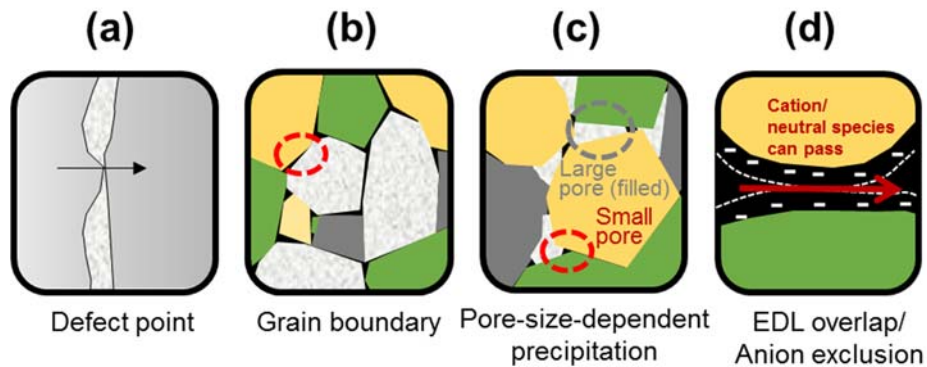 (a)
(b)
(c)
(d)
Large
pore (filled)
Small
pore
Cation/
neutral species
can pass
Defect point
Grain boundary
Pore-size-dependent
precipitation
EDL overlap/
Anion exclusion